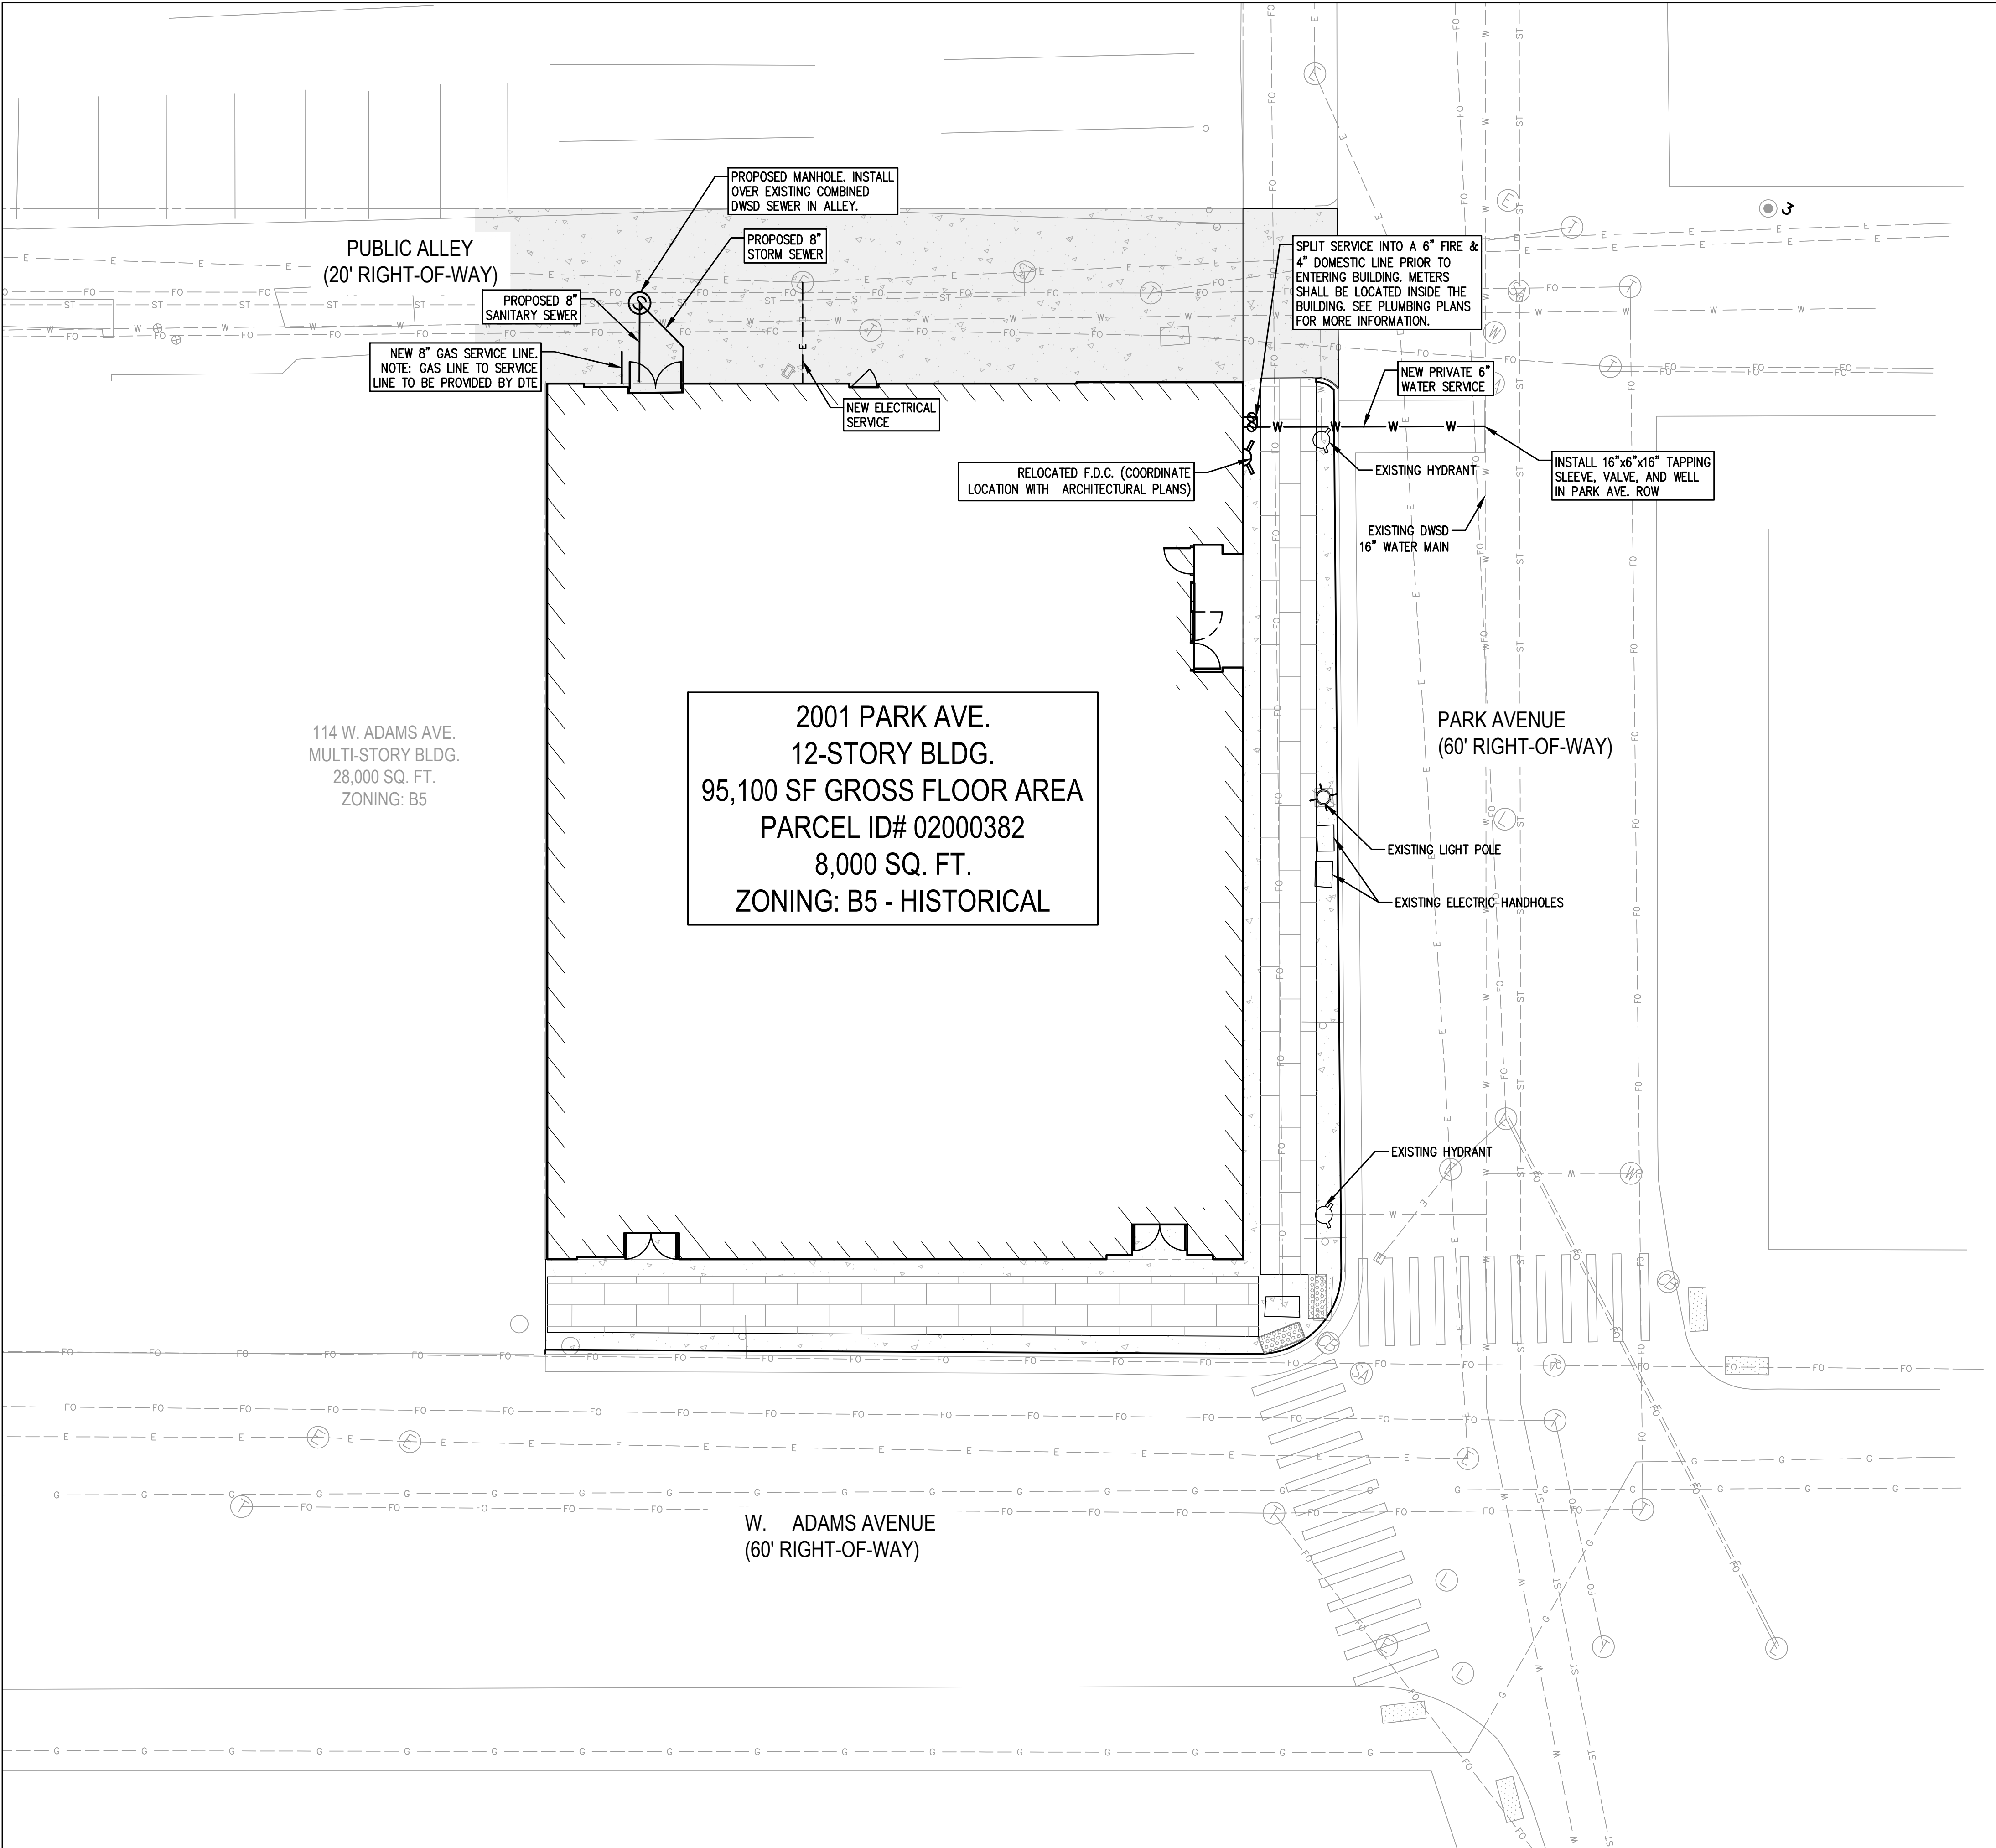 PROPOSED MANHOLE. INSTALL
OVER EXISTING COMBINED
DWSD SEWER IN ALLEY.
PUBLIC ALLEY
(20' RIGHT-OF-WAY)
PROPOSED 8"
STORM SEWER
PROPOSED 8"
SANITARY SEWER
NEW 8" GAS SERVICE LINE.
NOTE: GAS LINE TO SERVICE
LINE TO BE PROVIDED BY DTE
NEW ELECTRICAL
SERVICE
SPLIT SERVICE INTO A 6" FIRE &
4" DOMESTIC LINE PRIOR TO
ENTERING BUILDING. METERS
SHALL BE LOCATED INSIDE THE
BUILDING. SEE PLUMBING PLANS
FOR MORE INFORMATION.
3
NEW PRIVATE 6"
WATER SERVICE
W W W W
RELOCATED F.D.C. (COORDINATE
LOCATION WITH ARCHITECTURAL PLANS)
EXISTING HYDRANT
INSTALL 16"x6"x16" TAPPING
SLEEVE, VALVE, AND WELL
IN PARK AVE. ROW
EXISTING DWSD
16" WATER MAIN
114 W. ADAMS AVE.
MULTI-STORY BLDG.
28,000 SQ. FT.
ZONING: B5
2001 PARK AVE.
12-STORY BLDG.
95,100 SF GROSS FLOOR AREA
PARCEL ID# 02000382
8,000 SQ. FT.
ZONING: B5 - HISTORICAL
PARK AVENUE
(60' RIGHT-OF-WAY)
EXISTING LIGHT POLE
EXISTING ELECTRIC HANDHOLES
EXISTING HYDRANT
W. ADAMS AVENUE
(60' RIGHT-OF-WAY)